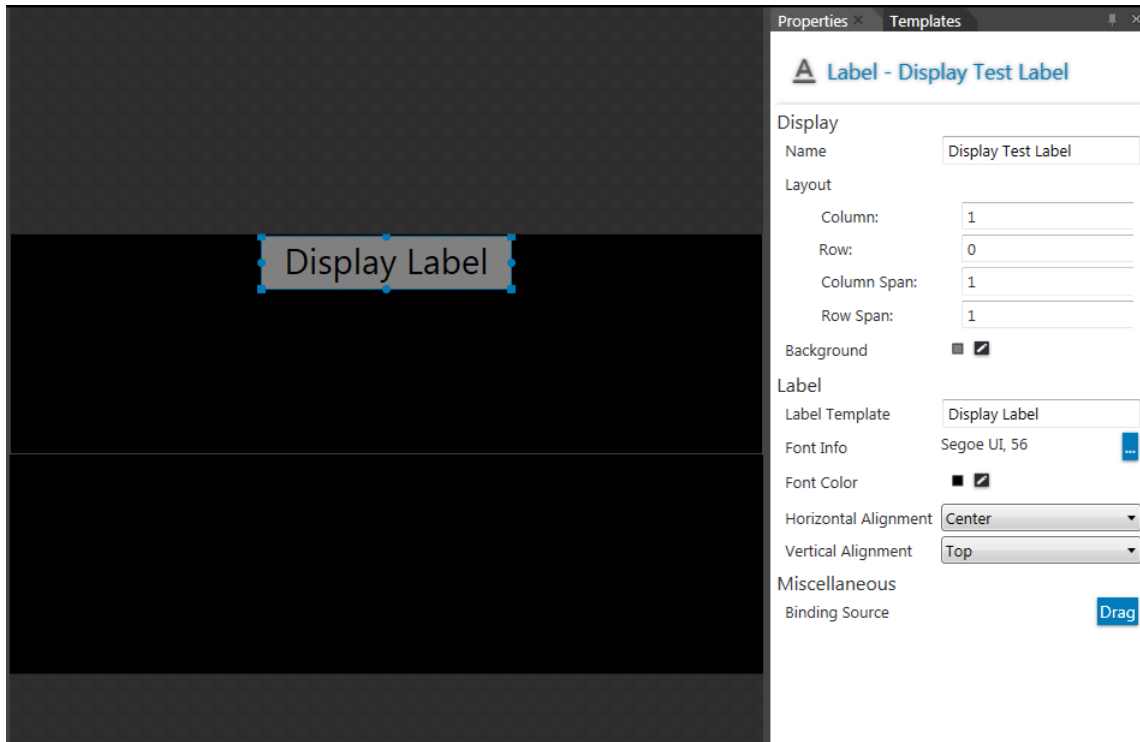 Properties Templates
A Label - Display Test Label
Display
Name Display Test Label
Layout
Column: 1
Row: 0
Column Span: 1
Row Span: 1
Background
Label
Label Template Display Label
Font Info Segoe UI, 56 ...
Font Color
Horizontal Alignment Center
Vertical Alignment Top
Miscellaneous
Binding Source Drag
Display Label